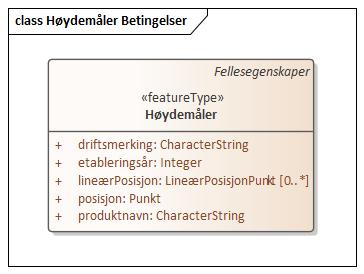 class Høydemåler Betingelser
Fellesegenskaper
«featureType»
Høydemåler
+ driftsmerking: CharacterString
+ etableringsår: Integer
+ lineærPosisjon: LineærPosisjonPunkt [0..*]
+ posisjon: Punkt
+ produktnavn: CharacterString